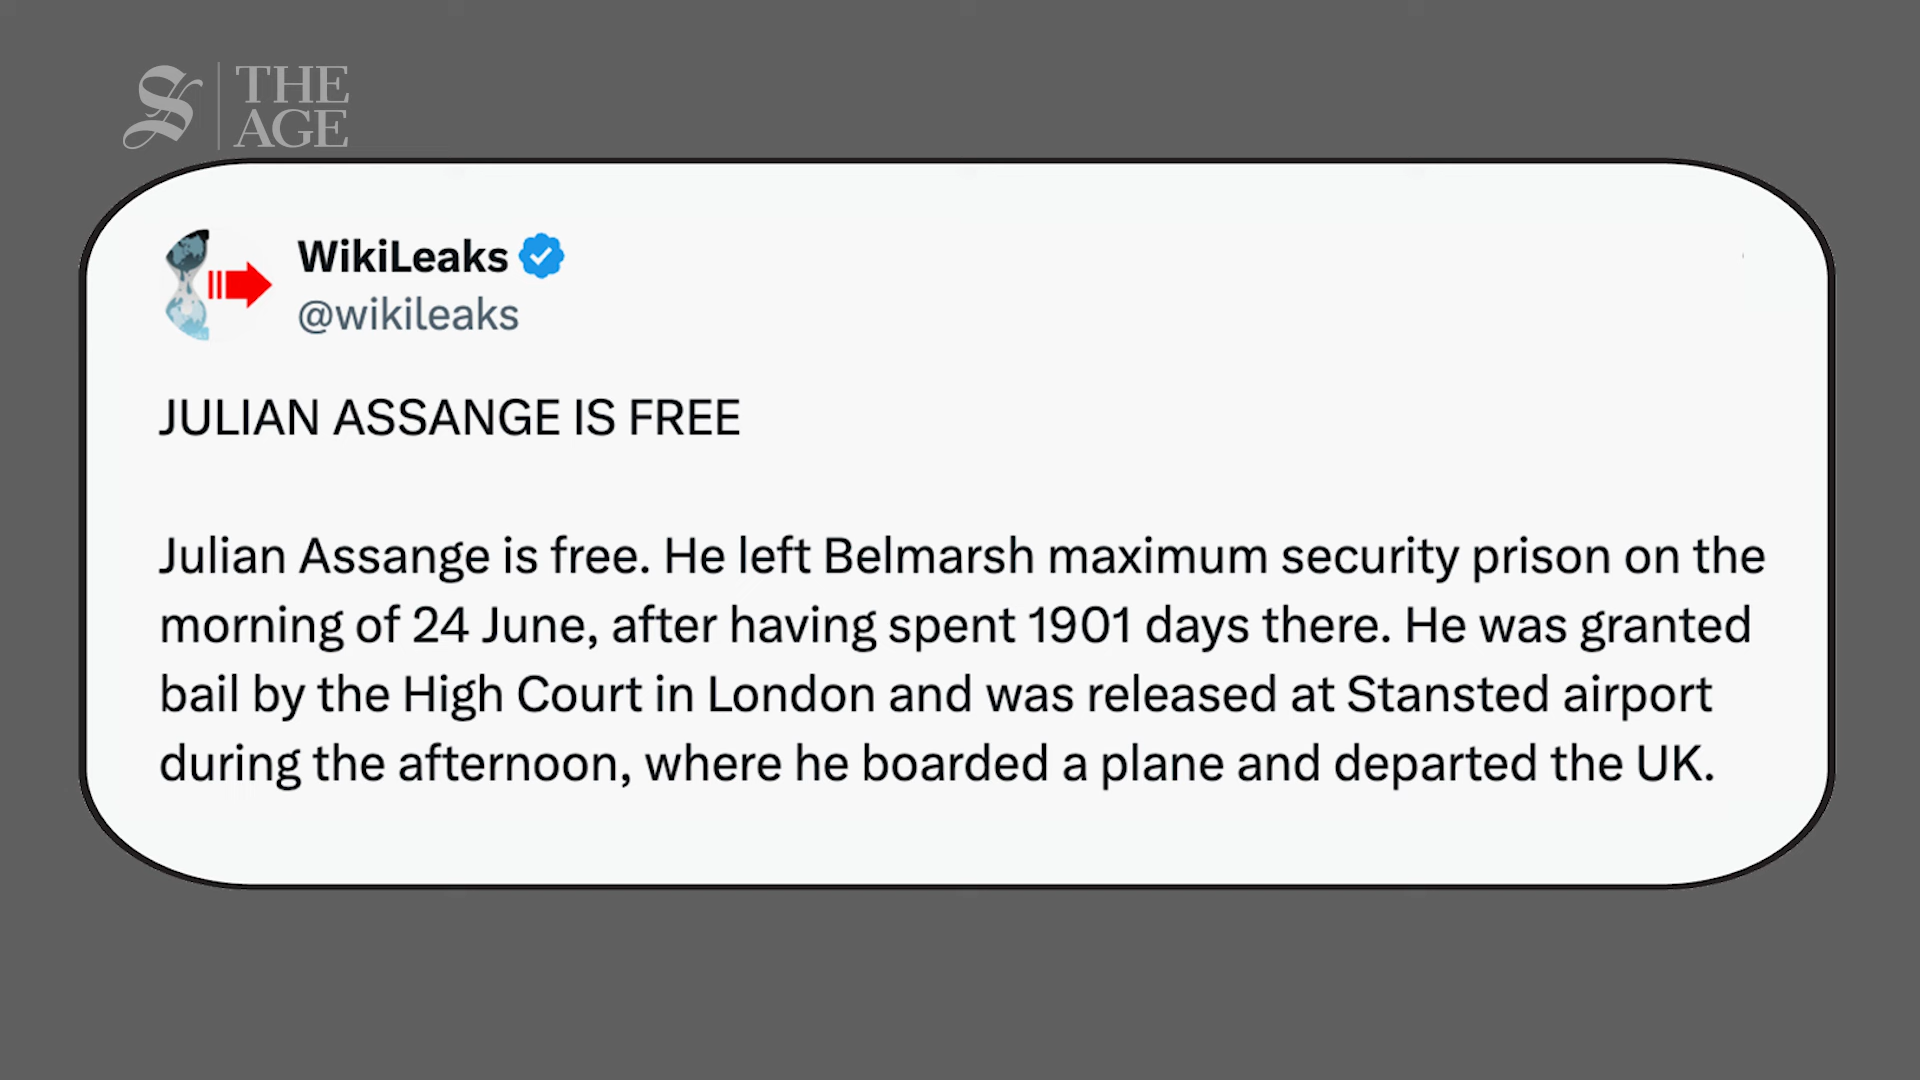 S
THE
AGE
WikiLeaks
@wikileaks
JULIAN ASSANGE IS FREE
Julian Assange is free. He left Belmarsh maximum security prison on the
morning of 24 June, after having spent 1901 days there. He was granted
bail by the High Court in London and was released at Stansted airport
during the afternoon, where he boarded a plane and departed the UK.